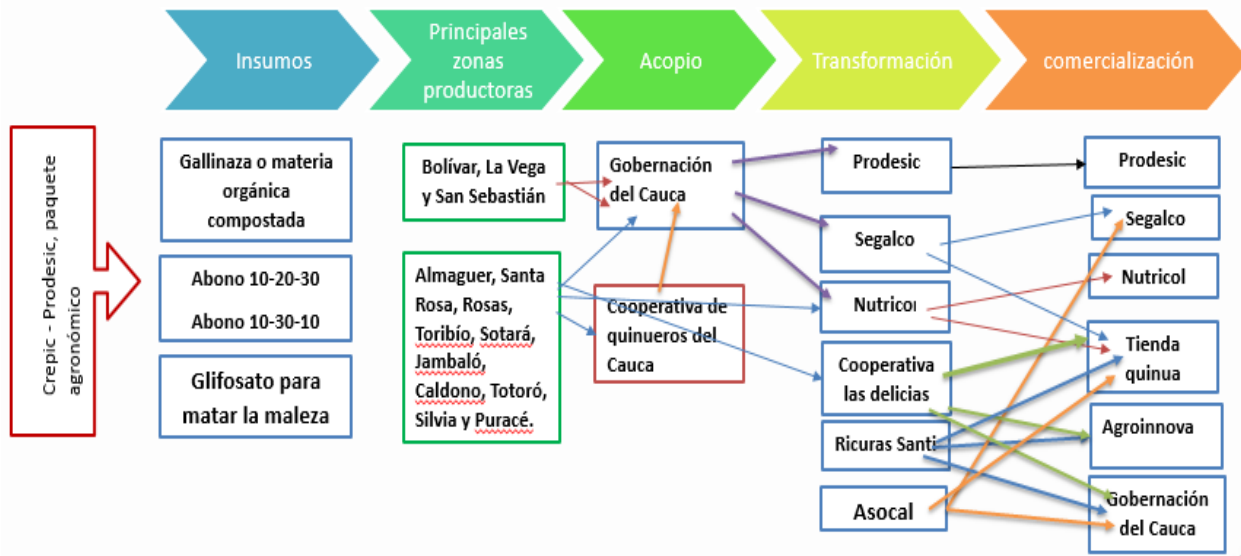 Insumos
Principales
zonas
productoras
Acopio
Transformación
comercialización
Crepic - Prodesic, paquete
agronómico
Gallinaza o materia
orgánica
compostada
Abono 10-20-30
Abono 10-30-10
Glifosato para
matar la maleza
Bolívar, La Vega
y San Sebastián
Almaguer, Santa
Rosa, Rosas,
Toribío, Sotará,
Jambaló,
Caldono, Totoró,
Silvia y Puracé.
Gobernación
del Cauca
Cooperativa de
quinueros del
Cauca
Prodesic
Segalco
Nutricol
Cooperativa
las delicias
Ricuras Santi
Asocal
Prodesic
Segalco
Nutricol
Tienda
quinua
Agroinnova
Gobernación
del Cauca